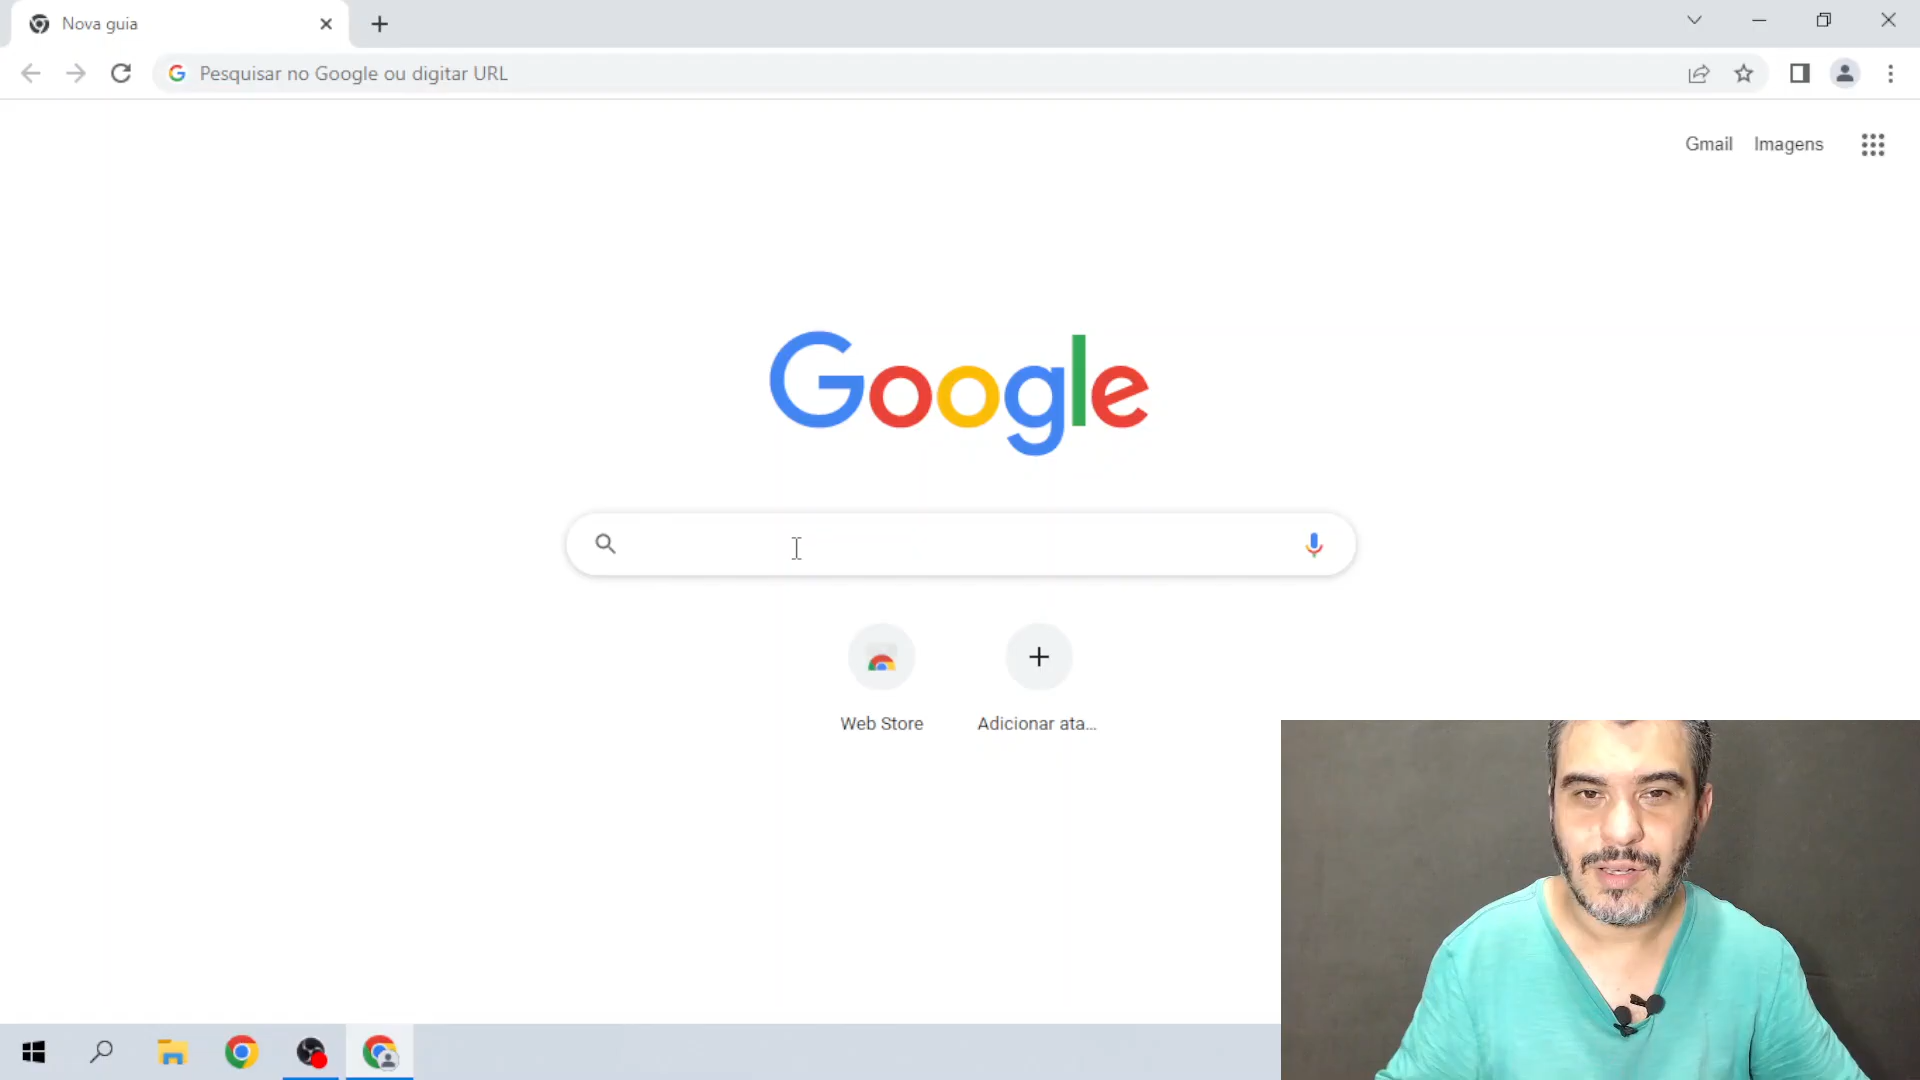 Nova guia
Pesquisar no Google ou digitar URL
Gmail Imagens
Google
Web Store
Adicionar ata...